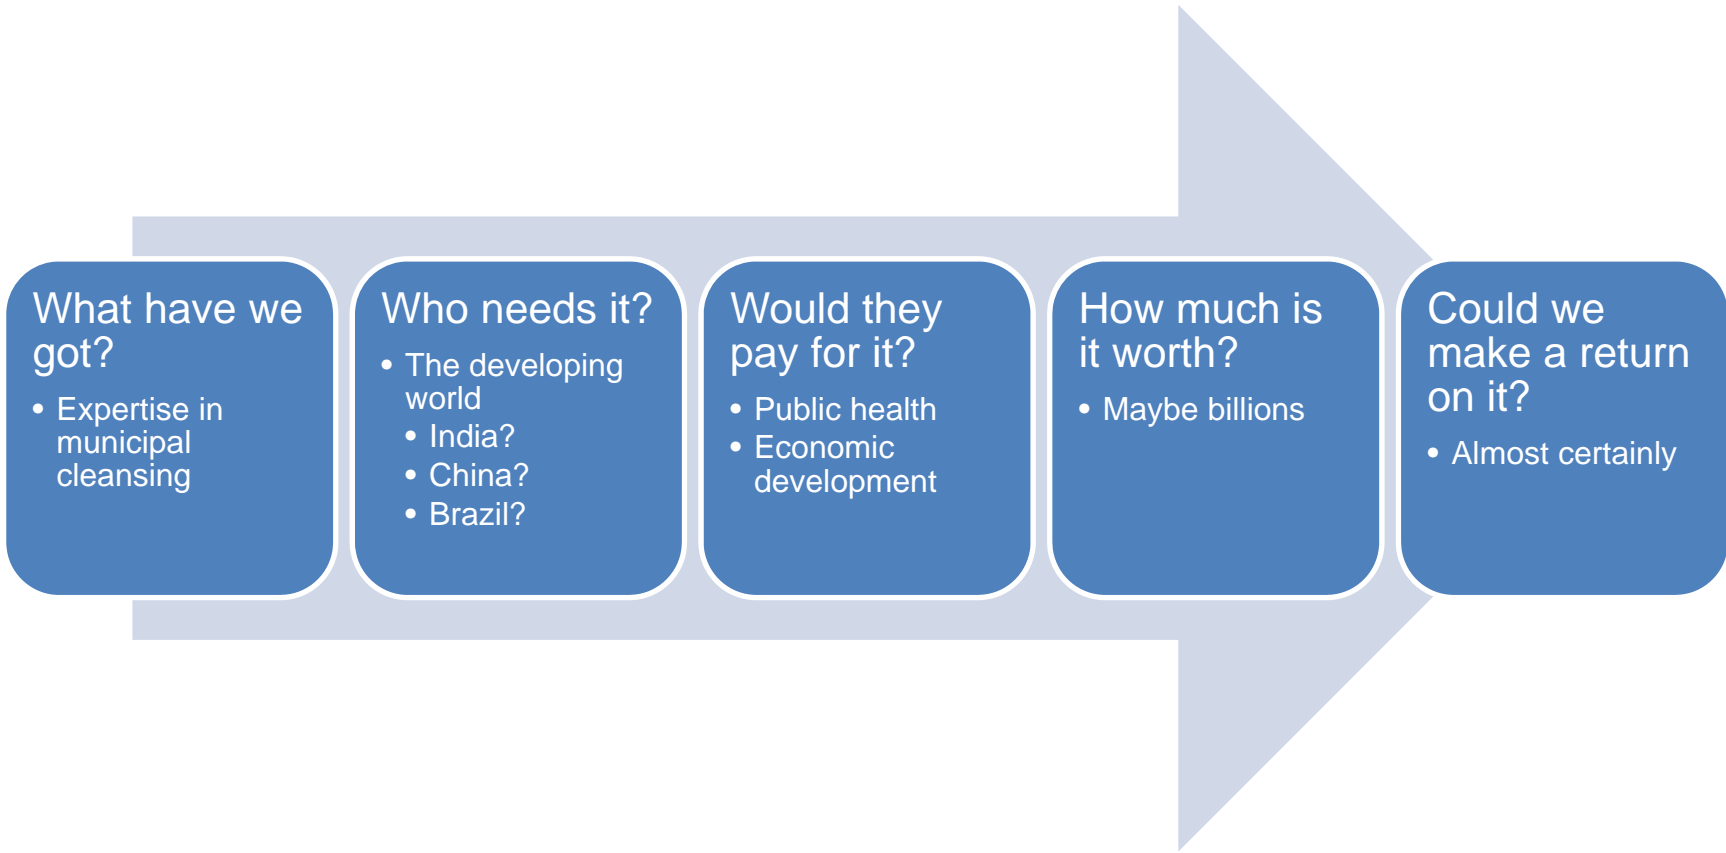 What have we
got?
• Expertise in
municipal
cleansing
Who needs it?
• The developing
world
• India?
• China?
• Brazil?
Would they
pay for it?
• Public health
• Economic
development
How much is
it worth?
• Maybe billions
Could we
make a return
on it?
• Almost certainly